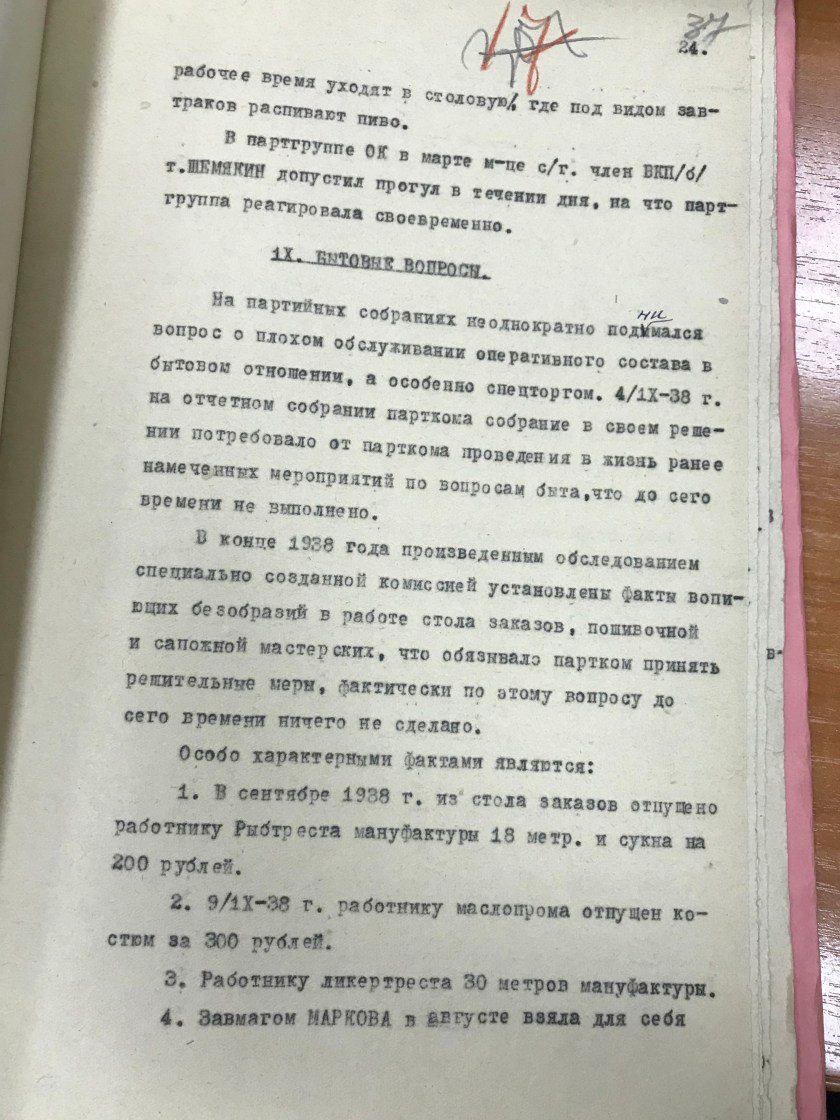 17
37
24.
рабочее время уходят в столовую, где под видом зав-
траков распивают пиво.
В партгруппе ОК в марте м-це с/г. член ВКП/б/
т.ШЕМЯКИН допустил прогул в течении дня, на что парт-
группа реагировала своевременно.
1Х. БЫТОВЫЕ ВОПРОСЫ.
На партийных собраниях неоднократно поднимался
вопрос о плохом обслуживании оперативного состава в
бытовом отношении, а особенно спецторгом. 4/1Х-38 г.
на отчетном собрании парткома собрание в своем реше-
нии потребовало от парткома проведения в жизнь ранее
намеченных мероприятий по вопросам быта,что до сего
времени не выполнено.
В конце 1938 года произведенным обследованием
специально созданной комиссией установлены факты вопи-
ющих безобразий в работе стола заказов, пошивочной
и сапожной мастерских, что обязывало партком принять
решительные меры, фактически по этому вопросу до
сего времени ничего не сделано.
Особо характерными фактами являются:
1. В сентябре 1938 г. из стола заказов отпущено
работнику Рыбтреста мануфактуры 18 метр. и сукна на
200 рублей.
2. 9/1Х-38 г. работнику маслопрома отпущен ко-
стюм за 300 рублей.
3. Работнику ликертреста 30 метров мануфактуры.
4. Завмагом МАРКОВА в августе взяла для себя